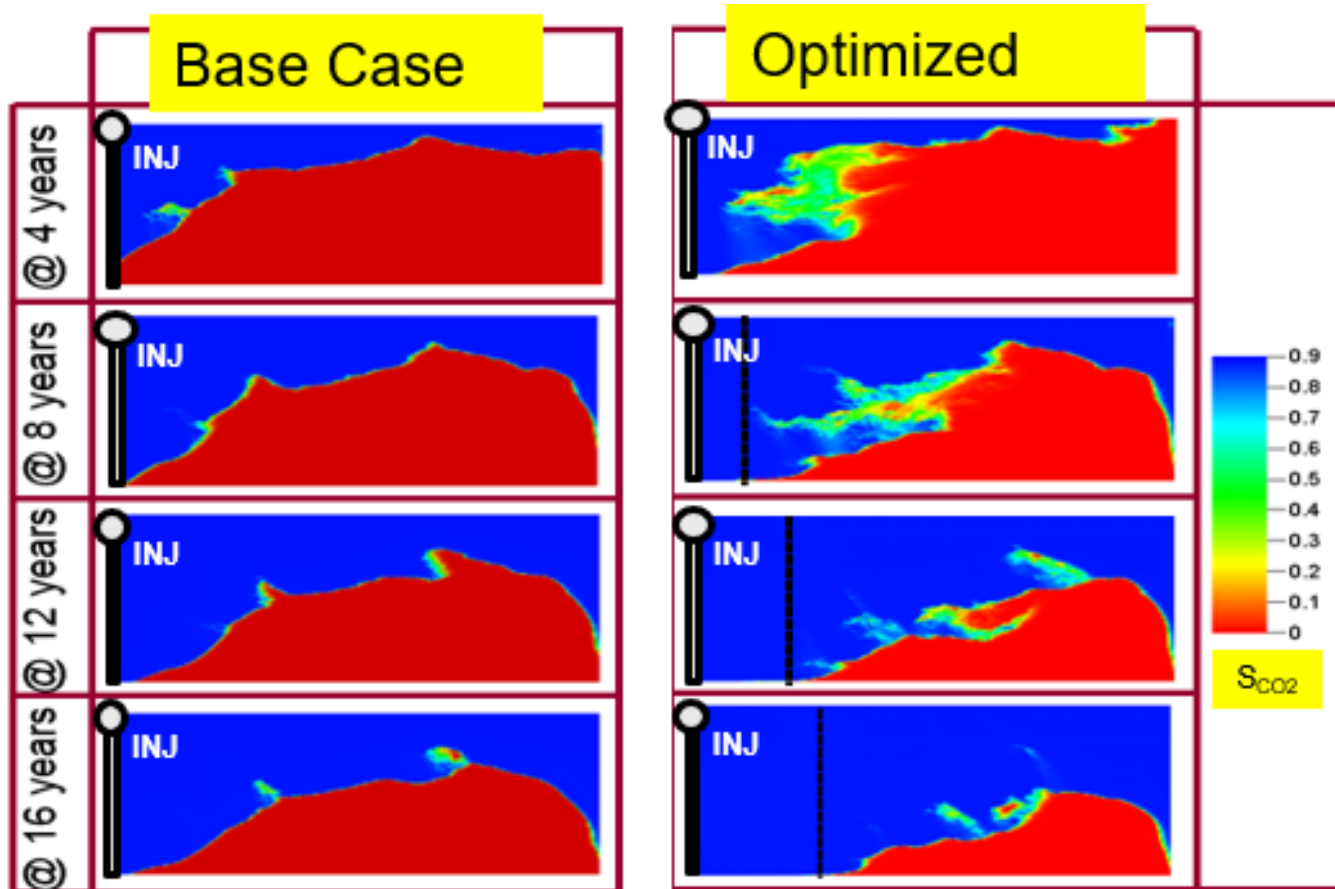 Base Case
Optimized
@ 4 years
INJ
INJ
@ 8 years
INJ
INJ
0.9
0.8
0.7
0.6
0.5
0.4
0.3
0.2
0.1
0
@ 12 years
INJ
INJ
SCO2
@ 16 years
INJ
INJ